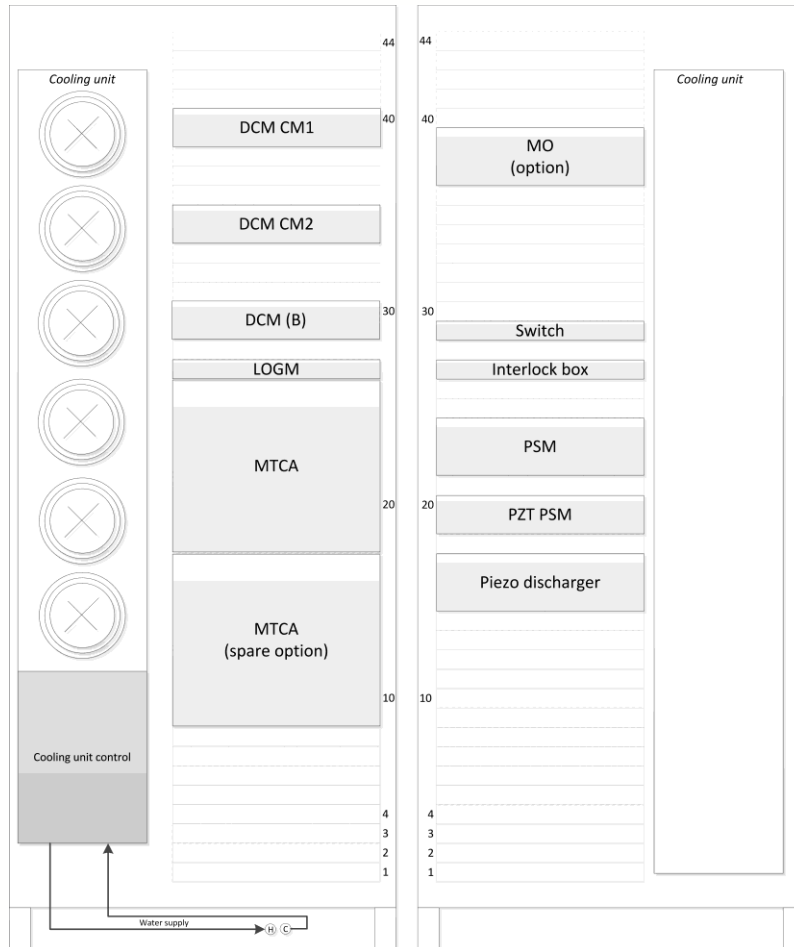 Cooling unit
44
44
Cooling unit
DCM CM1
40
40
MO
(option)
DCM CM2
DCM (B)
30
30
Switch
LOGM
Interlock box
MTCA
PSM
20
20
PZT PSM
Piezo discharger
MTCA
(spare option)
10
10
Cooling unit control
4
4
3
3
2
2
1
1
Water supply
H
C